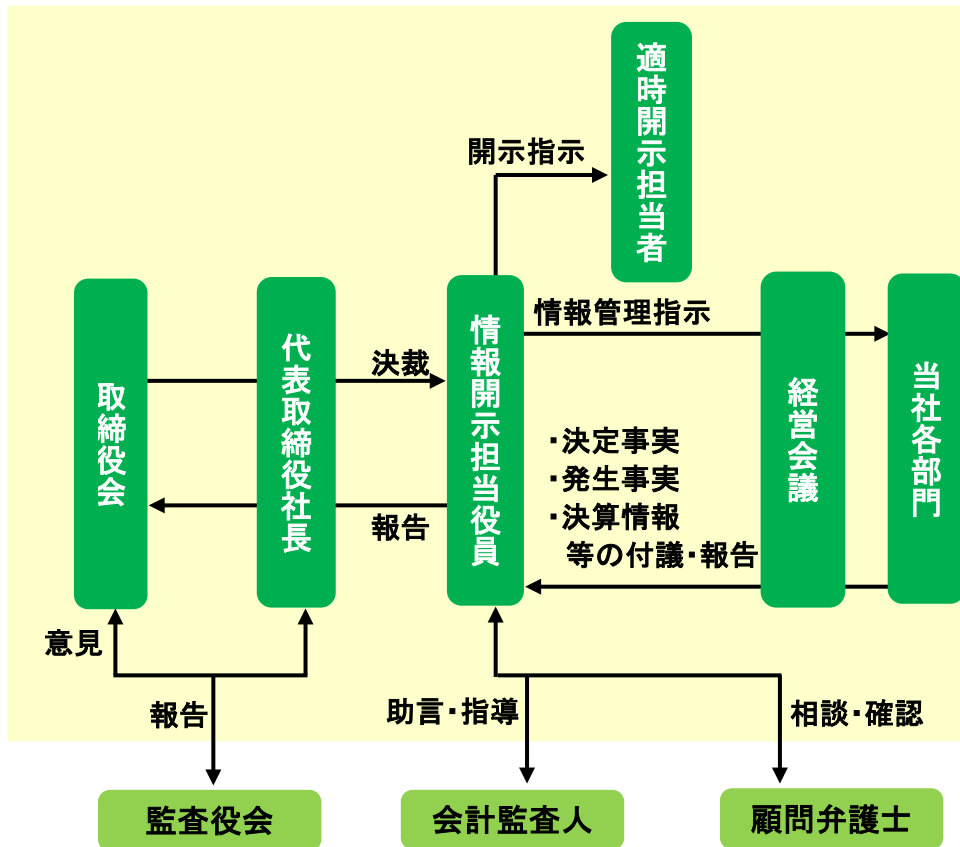 適時開示担当者
開示指示
取締役会
代表取締役社長
決裁
報告
情報開示担当役員
情報管理指示
・決定事実
・発生事実
・決算情報
等の付議・報告
経営会議
当社各部門
意見
報告
助言・指導
相談・確認
監査役会
会計監査人
顧問弁護士